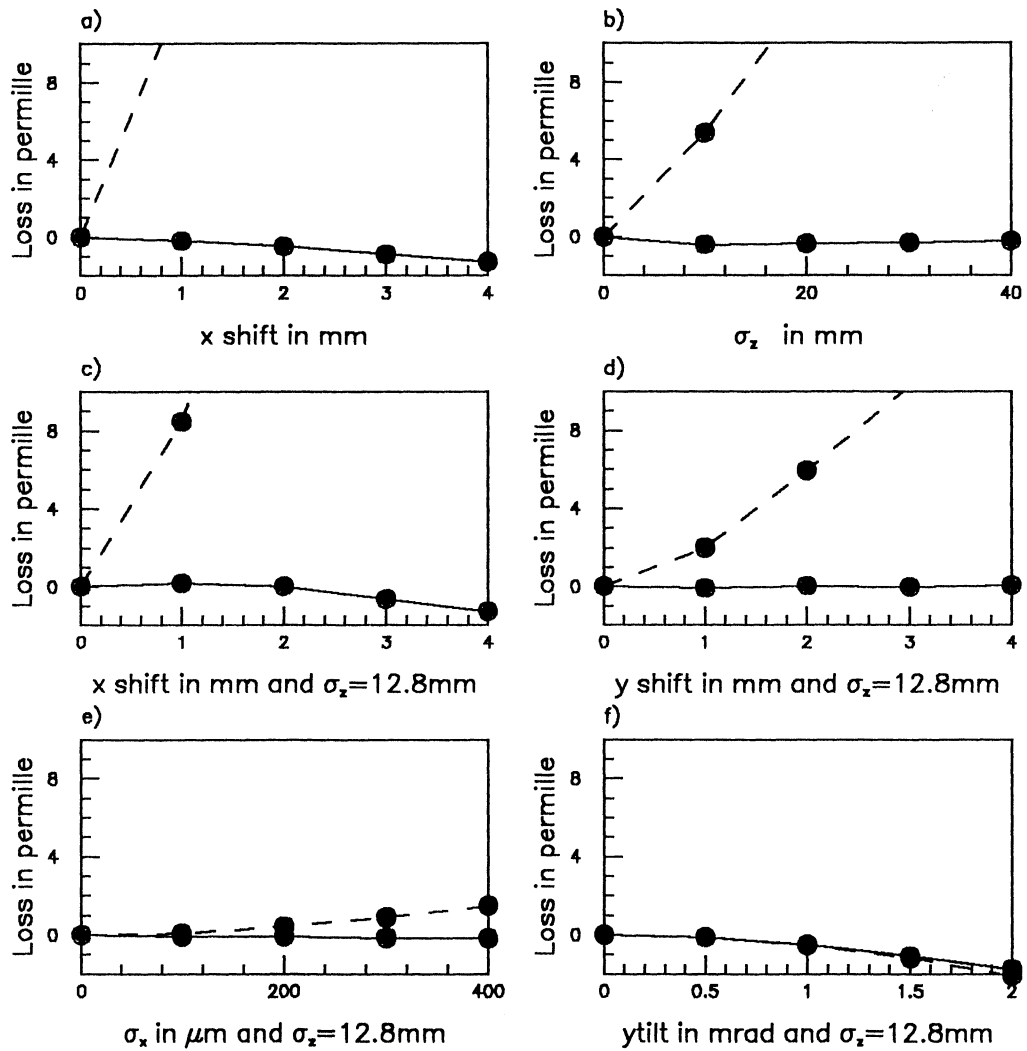 a)
Loss in permille
8
4
0
0 1 2 3 4
x shift in mm
b)
Loss in permille
8
4
0
0 20 40
σz in mm
c)
Loss in permille
8
4
0
0 1 2 3 4
x shift in mm and σz=12.8mm
d)
Loss in permille
8
4
0
0 1 2 3 4
y shift in mm and σz=12.8mm
e)
Loss in permille
8
4
0
0 200 400
σx in μm and σz=12.8mm
f)
Loss in permille
8
4
0
0 0.5 1 1.5 2
ytilt in mrad and σz=12.8mm